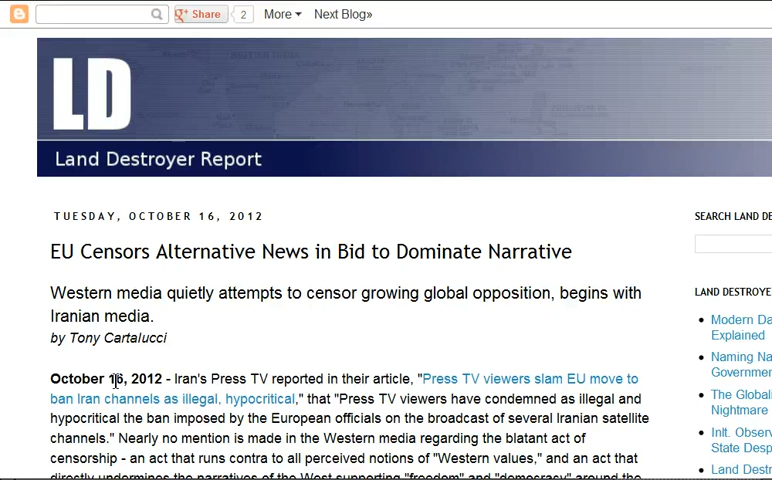 Share 2 More Next Blog»
LD
Land Destroyer Report
TUESDAY, OCTOBER 16, 2012
EU Censors Alternative News in Bid to Dominate Narrative
Western media quietly attempts to censor growing global opposition, begins with
Iranian media.
by Tony Cartalucci
October 16, 2012 - Iran's Press TV reported in their article, "Press TV viewers slam EU move to
ban Iran channels as illegal, hypocritical," that "Press TV viewers have condemned as illegal and
hypocritical the ban imposed by the European officials on the broadcast of several Iranian satellite
channels." Nearly no mention is made in the Western media regarding the blatant act of
censorship - an act that runs contra to all perceived notions of "Western values," and an act that
directly undermines the narratives of the West supporting "freedom" and "democracy" around the
SEARCH LAND DE
LAND DESTROYE
Modern Da
Explained
Naming Na
Governmen
The Global
Nightmare
Intl. Observ
State Desp
Land Destr